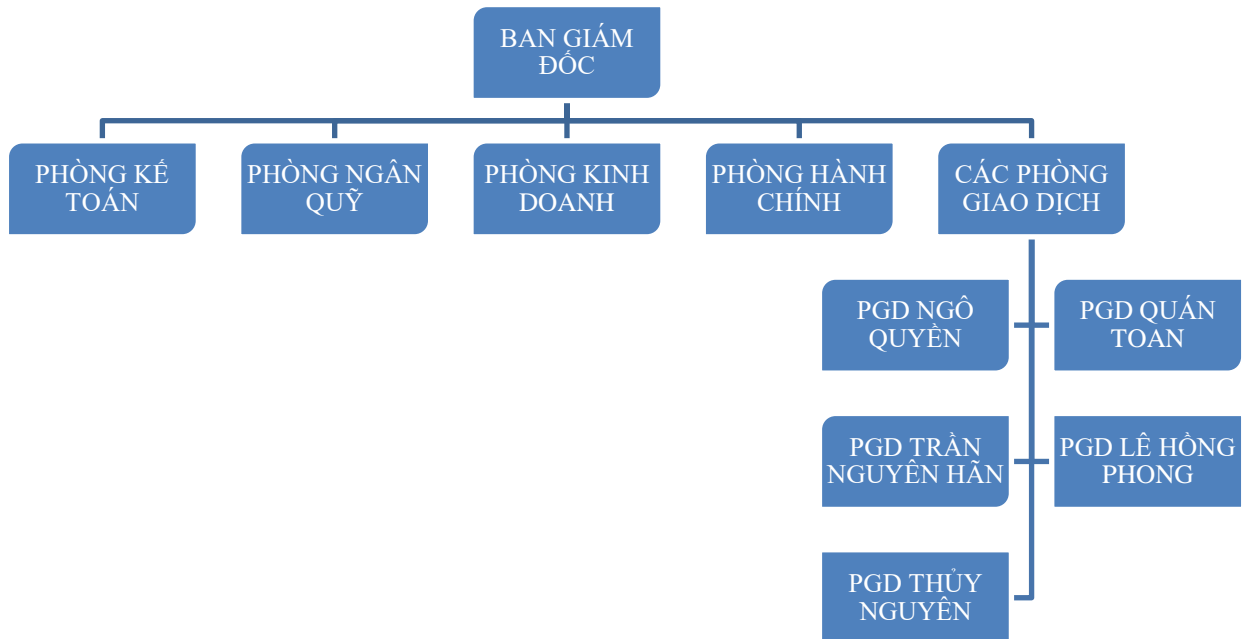 BAN GIÁM
ĐỐC
PHÒNG KẾ
TOÁN
PHÒNG NGÂN
QUỸ
PHÒNG KINH
DOANH
PHÒNG HÀNH
CHÍNH
CÁC PHÒNG
GIAO DỊCH
PGD NGÔ
QUYỀN
PGD QUÁN
TOAN
PGD TRẦN
NGUYÊN HÃN
PGD LÊ HỒNG
PHONG
PGD THỦY
NGUYÊN